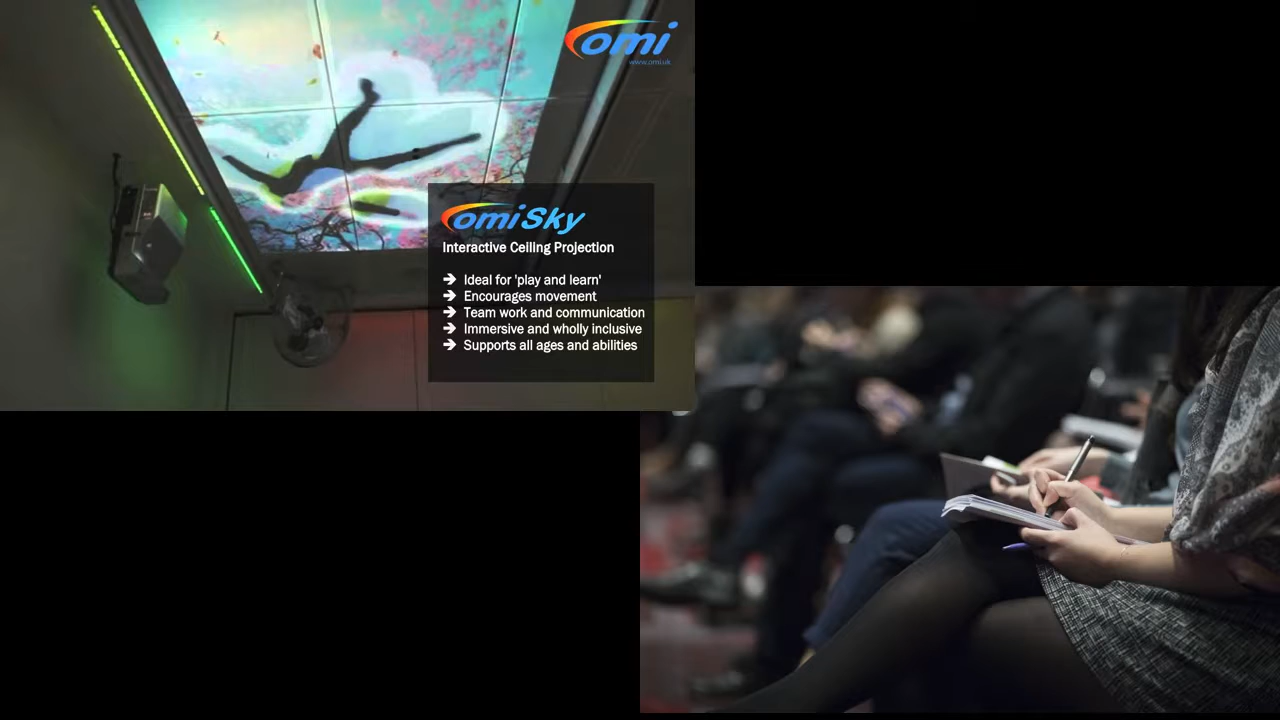 omi
www.omi.uk
omiSky
Interactive Ceiling Projection
➔ Ideal for 'play and learn'
➔ Encourages movement
➔ Team work and communication
➔ Immersive and wholly inclusive
➔ Supports all ages and abilities